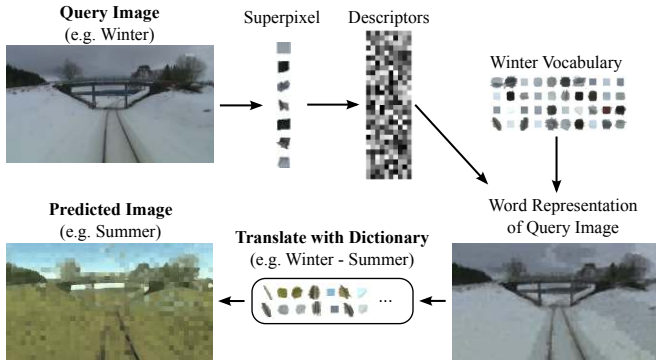 Query Image
(e.g. Winter)
Superpixel
Descriptors
Winter Vocabulary
Word Representation
of Query Image
Translate with Dictionary
(e.g. Winter - Summer)
...
Predicted Image
(e.g. Summer)